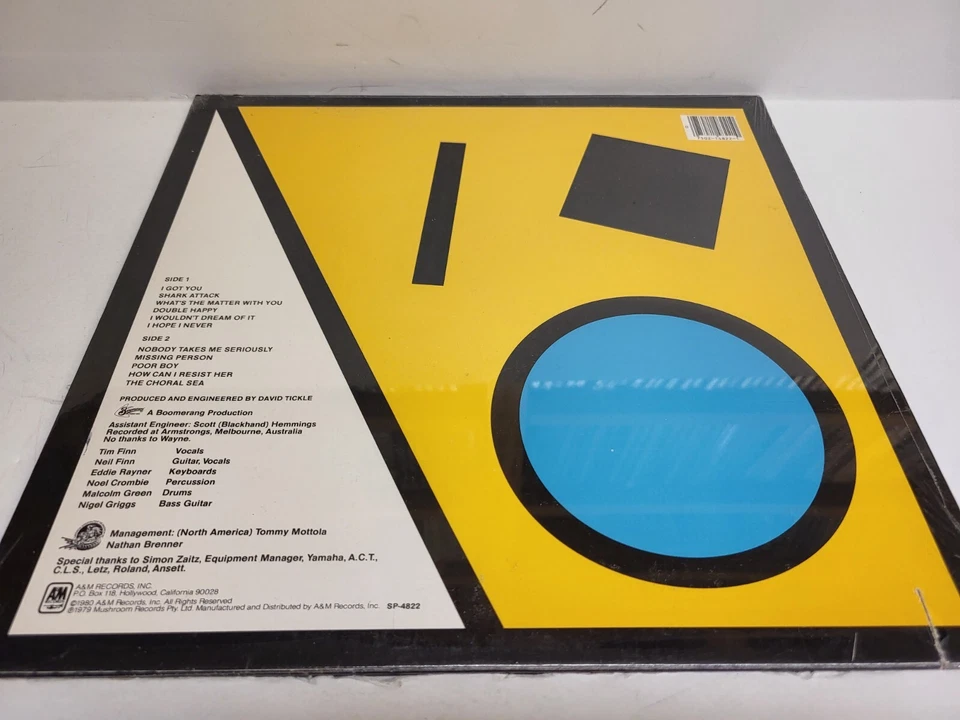 SIDE 1
I GOT YOU
SHARK ATTACK
WHAT'S THE MATTER WITH YOU
DOUBLE HAPPY
I WOULDN'T DREAM OF IT
I HOPE I NEVER
SIDE 2
NOBODY TAKES ME SERIOUSLY
MISSING PERSON
POOR BOY
HOW CAN I RESIST HER
THE CHORAL SEA
PRODUCED AND ENGINEERED BY DAVID TICKLE
A Boomerang Production
Assistant Engineer: Scott (Blackhand) Hemmings
Recorded at Armstrongs, Melbourne, Australia
No thanks to Wayne.
Tim Finn Vocals
Neil Finn Guitar, Vocals
Eddie Rayner Keyboards
Noel Crombie Percussion
Malcolm Green Drums
Nigel Griggs Bass Guitar
Management: (North America) Tommy Mottola
Nathan Brenner
Special thanks to Simon Zaitz, Equipment Manager, Yamaha, A.C.T.,
C.L.S., Letz, Roland, Ansett.
A&M
A&M RECORDS, INC.
P.O. Box 118, Hollywood, California 90028
©1980 A&M Records, Inc. All Rights Reserved
℗1979 Mushroom Records Pty. Ltd. Manufactured and Distributed by A&M Records, Inc. SP-4822